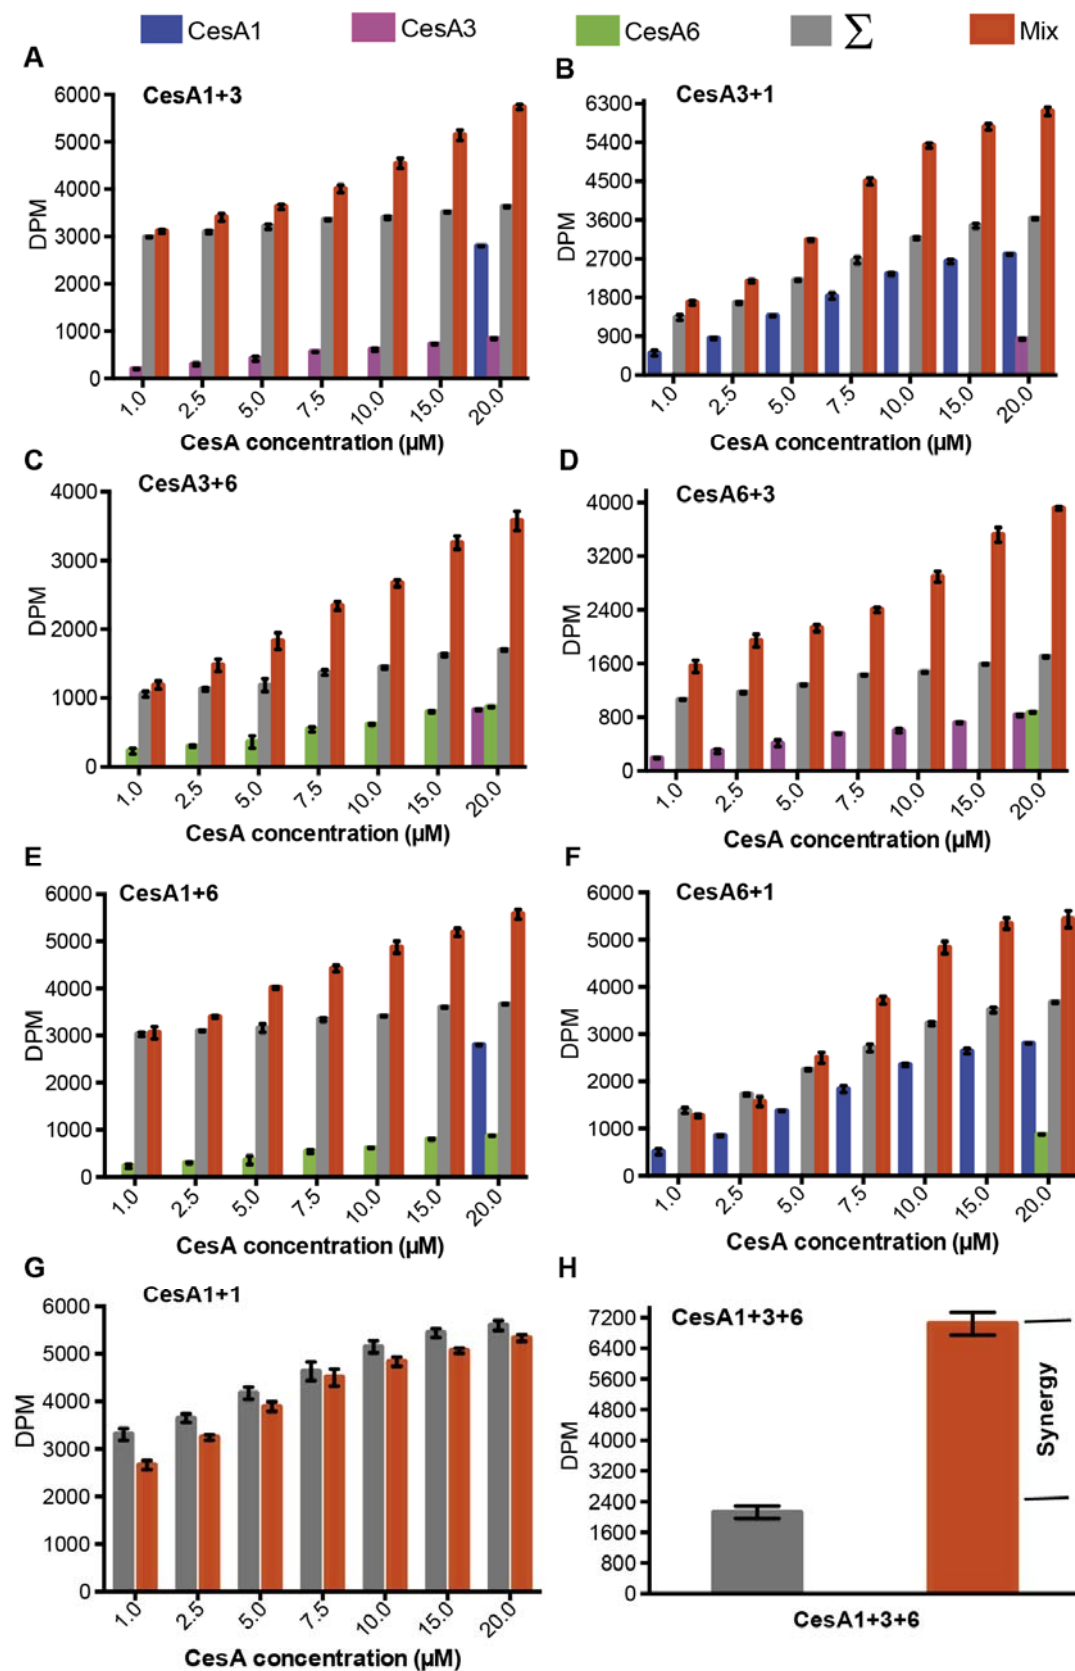 CesA1 CesA3 CesA6 Σ Mix
A
CesA1+3
6000
5000
4000
3000
2000
1000
0
DPM
1.0 2.5 5.0 7.5 10.0 15.0 20.0
CesA concentration (µM)
B
CesA3+1
6300
5400
4500
3600
2700
1800
900
0
DPM
1.0 2.5 5.0 7.5 10.0 15.0 20.0
CesA concentration (µM)
C
CesA3+6
4000
3000
2000
1000
0
DPM
1.0 2.5 5.0 7.5 10.0 15.0 20.0
CesA concentration (µM)
D
CesA6+3
4000
3200
2400
1600
800
0
DPM
1.0 2.5 5.0 7.5 10.0 15.0 20.0
CesA concentration (µM)
E
CesA1+6
6000
5000
4000
3000
2000
1000
0
DPM
1.0 2.5 5.0 7.5 10.0 15.0 20.0
CesA concentration (µM)
F
CesA6+1
6000
5000
4000
3000
2000
1000
0
DPM
1.0 2.5 5.0 7.5 10.0 15.0 20.0
CesA concentration (µM)
G
CesA1+1
6000
5000
4000
3000
2000
1000
0
DPM
1.0 2.5 5.0 7.5 10.0 15.0 20.0
CesA concentration (µM)
H
CesA1+3+6
7200
6400
5600
4800
4000
3200
2400
1600
800
0
DPM
Synergy
CesA1+3+6